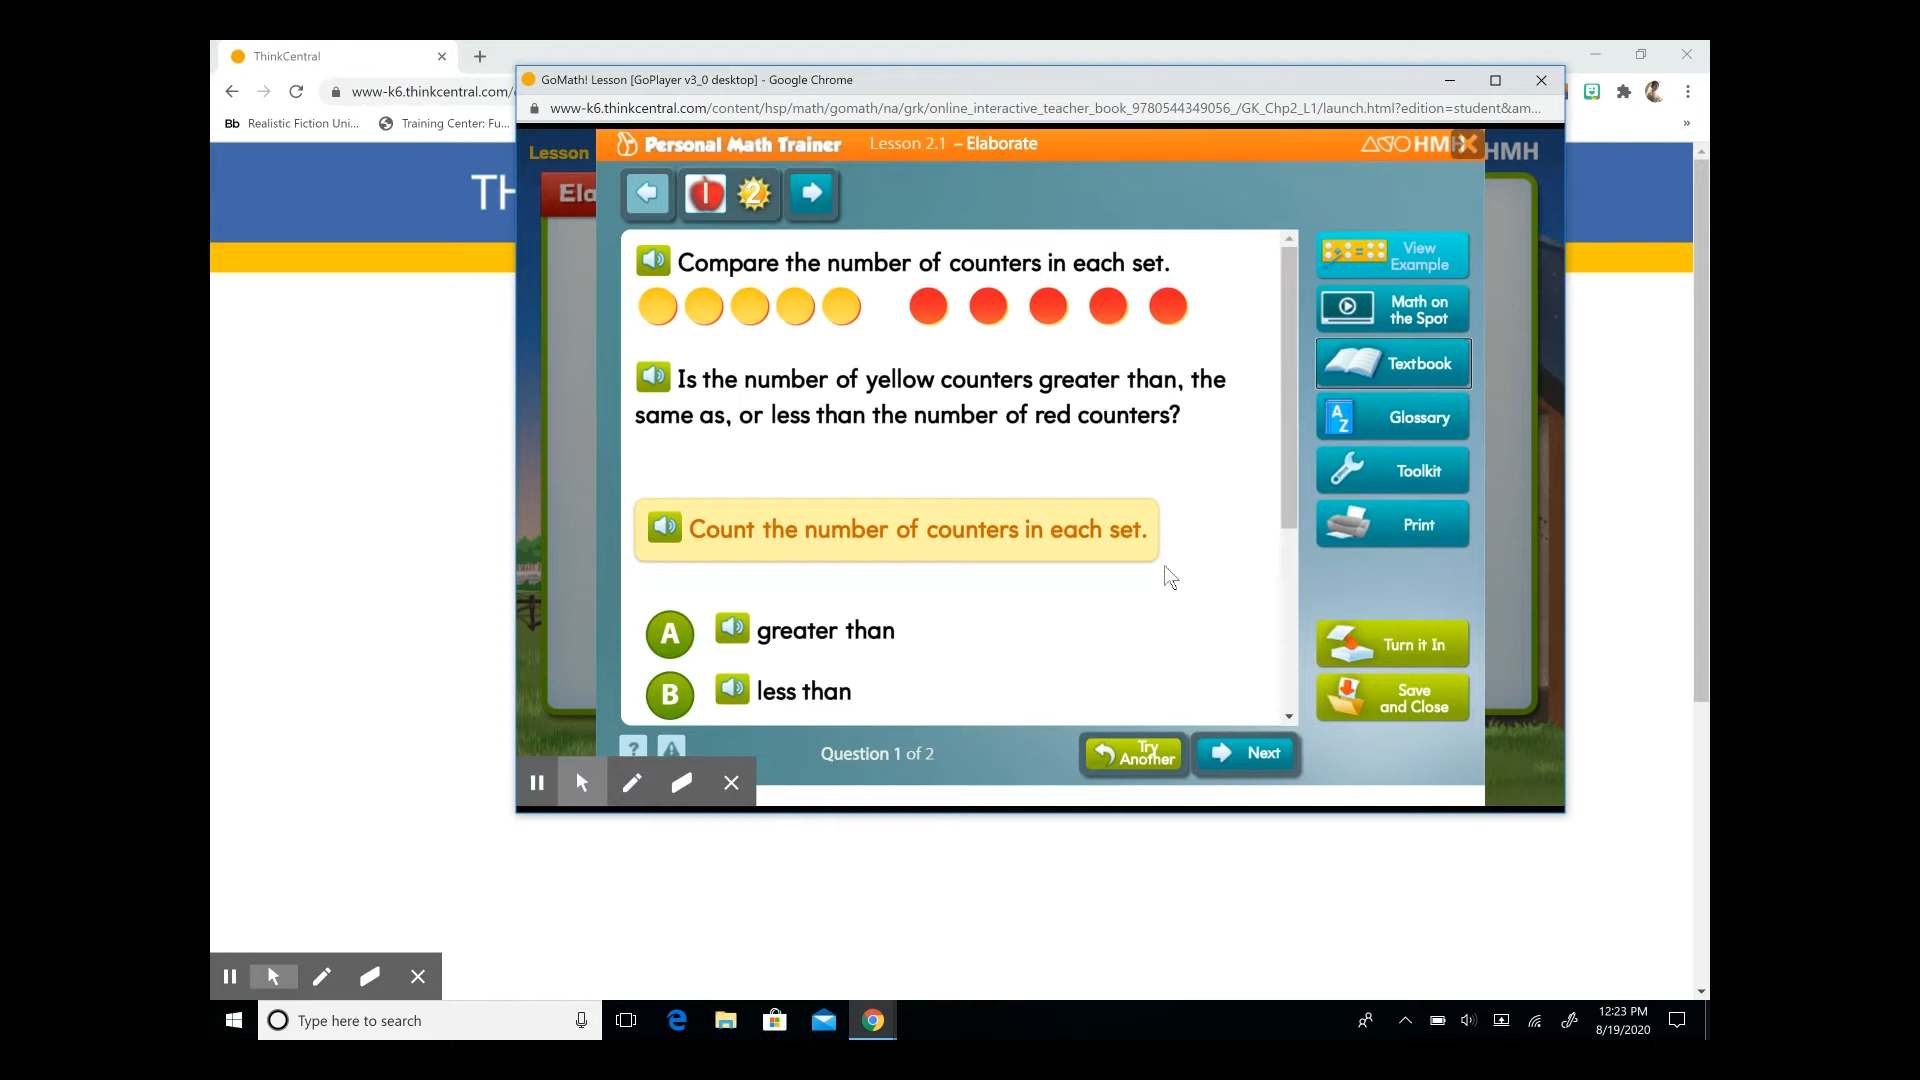 ThinkCentral
GoMath! Lesson [GoPlayer v3_0 desktop] - Google Chrome
www-k6.thinkcentral.com/
www-k6.thinkcentral.com/content/hsp/math/gomath/na/grk/online_interactive_teacher_book_9780544349056_/GK_Chp2_L1/launch.html?edition=student&am...
Bb Realistic Fiction Uni...
Training Center: Fu...
»
Lesson
Personal Math Trainer
Lesson 2.1 – Elaborate
HMH
HMH
TH
Ela
1 2
Compare the number of counters in each set.
Is the number of yellow counters greater than, the
same as, or less than the number of red counters?
Count the number of counters in each set.
A greater than
B less than
View
Example
Math on
the Spot
Textbook
A
Z
Glossary
Toolkit
Print
Turn it In
Save
and Close
?
Question 1 of 2
Try
Another
Next
Type here to search
12:23 PM
8/19/2020